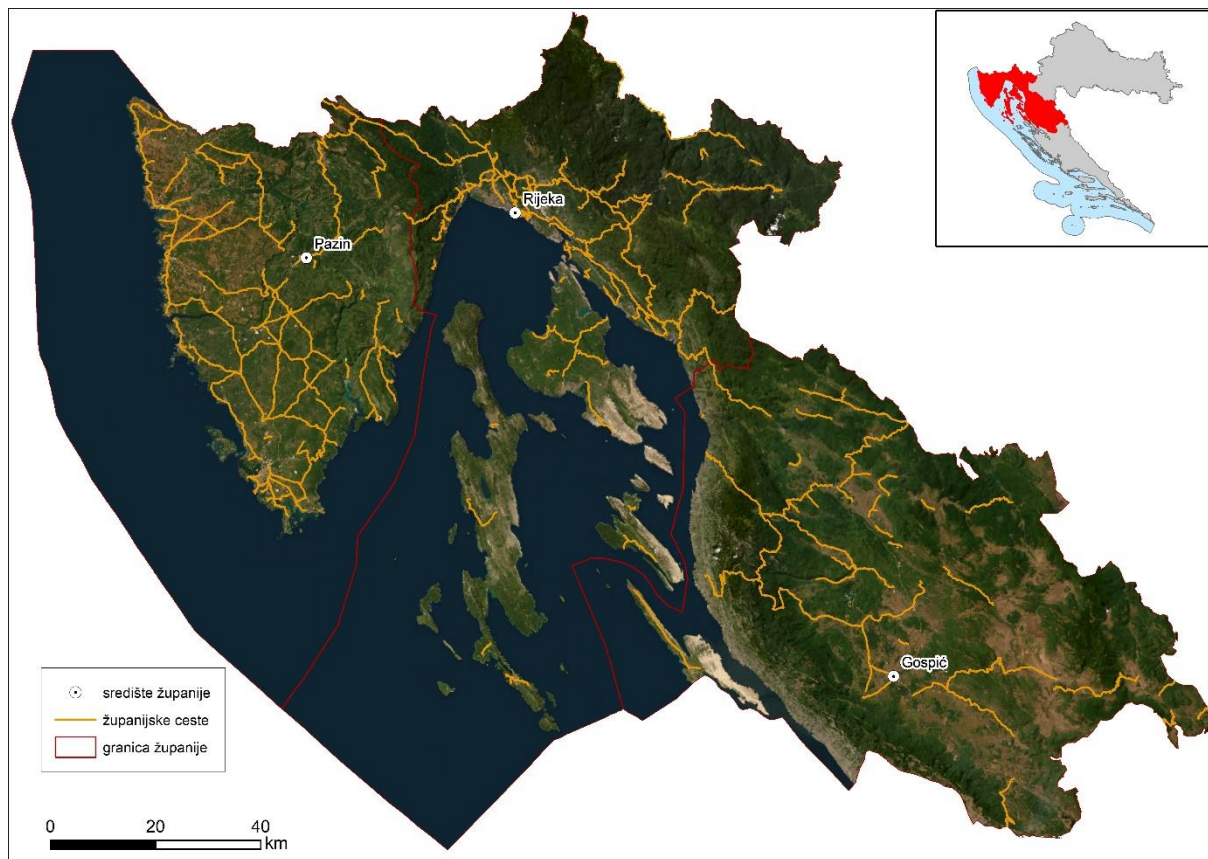 Rijeka
Pazin
Gospić
središte županije
županijske ceste
granica županije
0 20 40
km